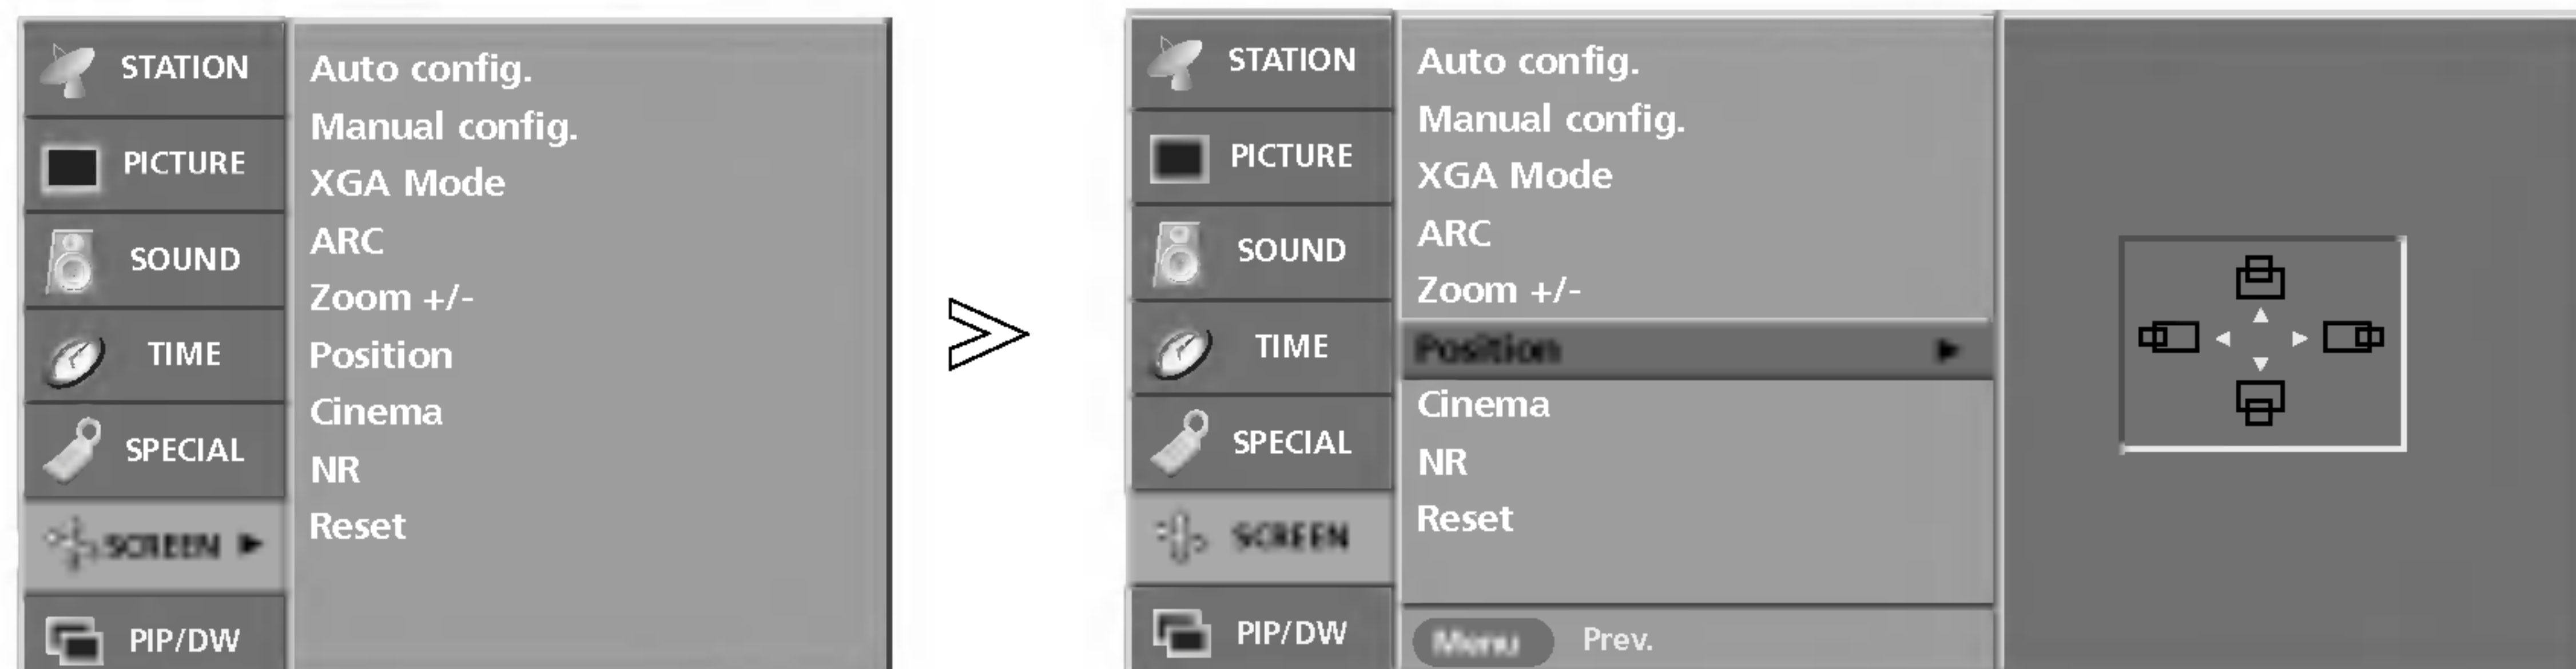 STATION
PICTURE
SOUND
TIME
SPECIAL
SCREEN
PIP/DW
Auto config.
Manual config.
XGA Mode
ARC
Zoom +/-
Position
Cinema
NR
Reset
STATION
PICTURE
SOUND
TIME
SPECIAL
SCREEN
PIP/DW
Auto config.
Manual config.
XGA Mode
ARC
Zoom +/-
Position
Cinema
NR
Reset
Menu Prev.